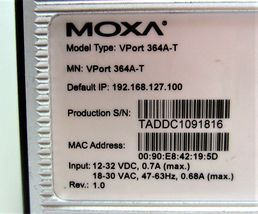 MOXA®
Model Type: VPort 364A-T
MN: VPort 364A-T
Default IP: 192.168.127.100
Production S/N:
TADDC1091816
MAC Address:
00:90:E8:42:19:5D
Input: 12-32 VDC, 0.7A (max.)
18-30 VAC, 47-63Hz, 0.68A (max.)
Rev.: 1.0